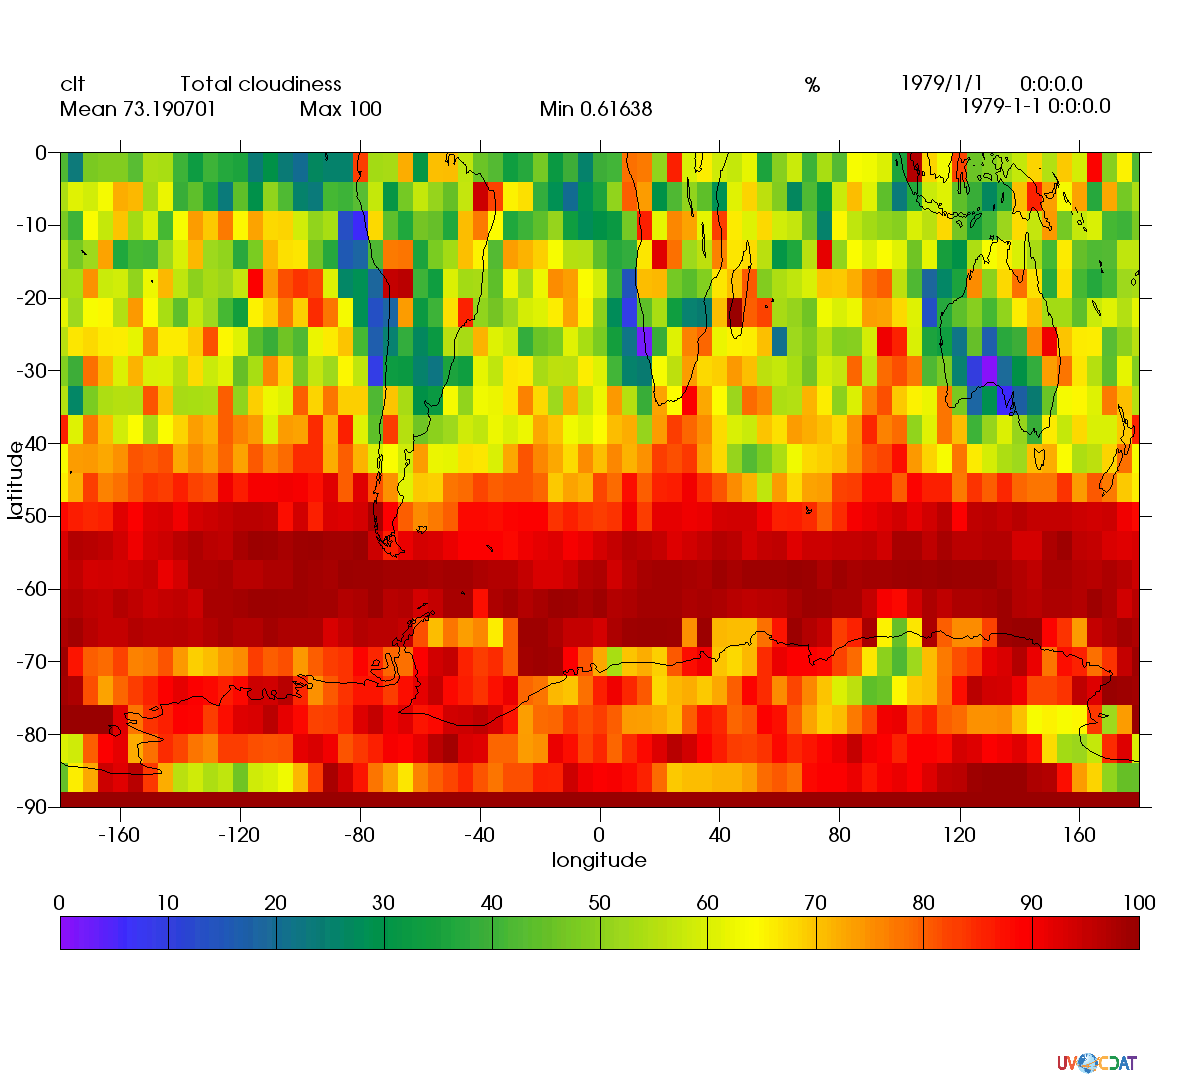 clt Total cloudiness % 1979/1/1 0:0:0.0
Mean 73.190701 Max 100 Min 0.61638 1979-1-1 0:0:0.0
0
-10
-20
-30
-40
-50
-60
-70
-80
-90
latitude
-160 -120 -80 -40 0 40 80 120 160
longitude
0 10 20 30 40 50 60 70 80 90 100
UV CDAT